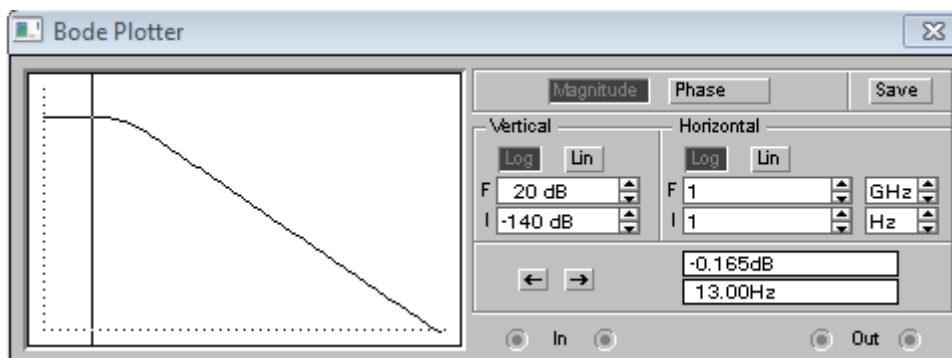 Bode Plotter
Magnitude Phase Save
Vertical Horizontal
Log Lin Log Lin
F 20 dB F 1 GHz
I -140 dB I 1 Hz
-0.165dB
13.00Hz
In Out